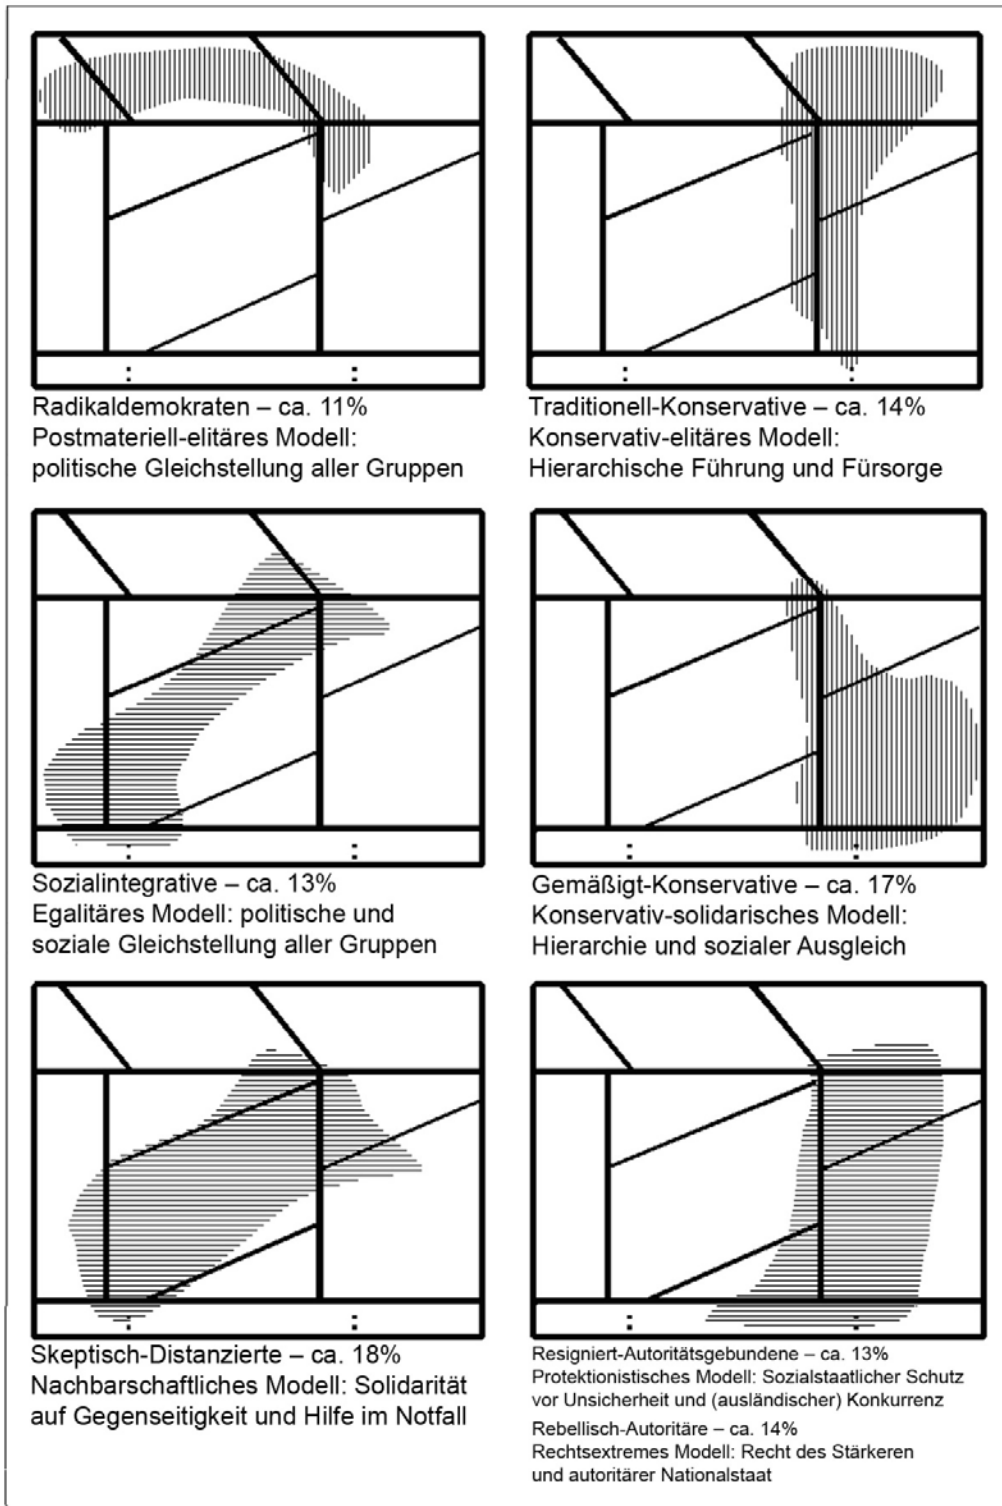 Radikaldemokraten – ca. 11%
Postmateriell-elitäres Modell:
politische Gleichstellung aller Gruppen
Traditionell-Konservative – ca. 14%
Konservativ-elitäres Modell:
Hierarchische Führung und Fürsorge
Sozialintegrative – ca. 13%
Egalitäres Modell: politische und
soziale Gleichstellung aller Gruppen
Gemäßigt-Konservative – ca. 17%
Konservativ-solidarisches Modell:
Hierarchie und sozialer Ausgleich
Skeptisch-Distanzierte – ca. 18%
Nachbarschaftliches Modell: Solidarität
auf Gegenseitigkeit und Hilfe im Notfall
Resigniert-Autoritätsgebundene – ca. 13%
Protektionistisches Modell: Sozialstaatlicher Schutz
vor Unsicherheit und (ausländischer) Konkurrenz
Rebellisch-Autoritäre – ca. 14%
Rechtsextremes Modell: Recht des Stärkeren
und autoritärer Nationalstaat